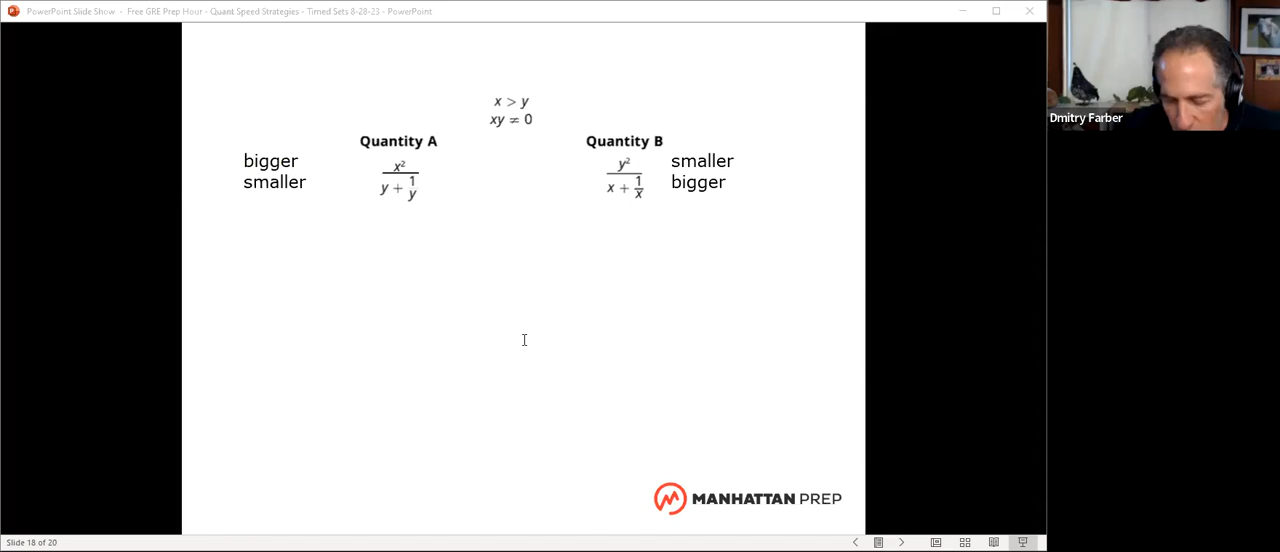 PowerPoint Slide Show - Free GRE Prep Hour - Quant Speed Strategies - Timed Sets 8-28-23 - PowerPoint
Dmitry Farber
x > y
xy ≠ 0
Quantity A
Quantity B
bigger
smaller
x²
y + 1/y
y²
x + 1/x
smaller
bigger
MANHATTAN PREP
Slide 18 of 20